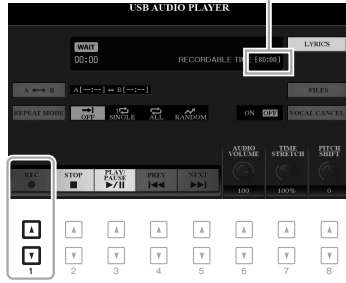 USB AUDIO PLAYER
WAIT
00:00
RECORDABLE TIME [80:00]
LYRICS
A ⟷ B
A[--:--] ↔ B[--:--]
FILES
REPEAT MODE
OFF
SINGLE
ALL
RANDOM
ON OFF
VOCAL CANCEL
AUDIO VOLUME
TIME STRETCH
PITCH SHIFT
REC
STOP
PLAY/PAUSE
PREV
NEXT
100
100%
0
1 2 3 4 5 6 7 8